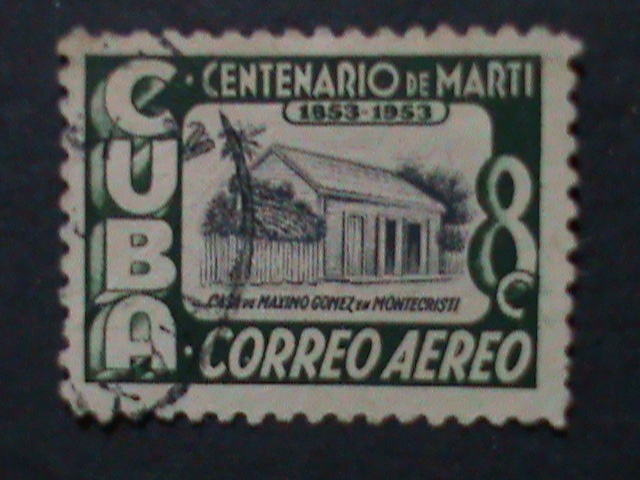 CUBA
· CENTENARIO DE MARTI
1853-1953
8c
CASA DE MAXIMO GOMEZ EN MONTECRISTI
· CORREO AEREO